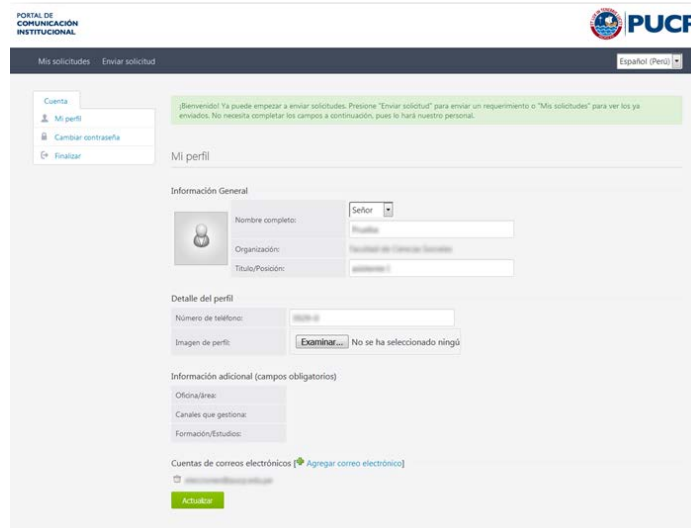 PORTAL DE
COMUNICACIÓN
INSTITUCIONAL
PUCP
Mis solicitudes Enviar solicitud
Español (Perú)
Cuenta
Mi perfil
Cambiar contraseña
Finalizar
¡Bienvenido! Ya puede empezar a enviar solicitudes. Presione "Enviar solicitud" para enviar un requerimiento o "Mis solicitudes" para ver los ya
enviados. No necesita completar los campos a continuación, pues lo hará nuestro personal.
Mi perfil
Información General
Nombre completo:
Señor
Organización:
Título/Posición:
Detalle del perfil
Número de teléfono:
Imagen de perfil:
Examinar... No se ha seleccionado ningú
Información adicional (campos obligatorios)
Oficina/área:
Canales que gestiona:
Formación/Estudios:
Cuentas de correos electrónicos [Agregar correo electrónico]
Actualizar